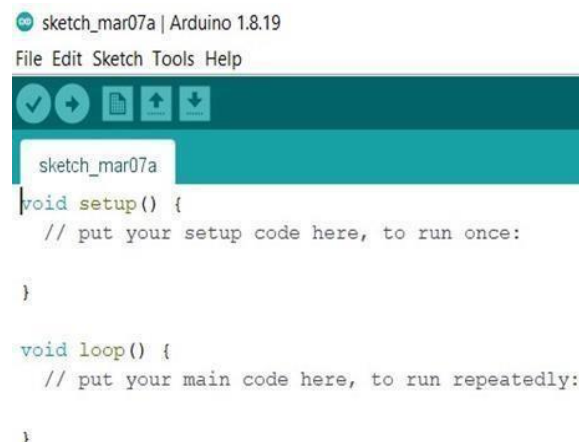 sketch_mar07a | Arduino 1.8.19
File Edit Sketch Tools Help
sketch_mar07a
void setup() {
  // put your setup code here, to run once:
}
void loop() {
  // put your main code here, to run repeatedly:
}